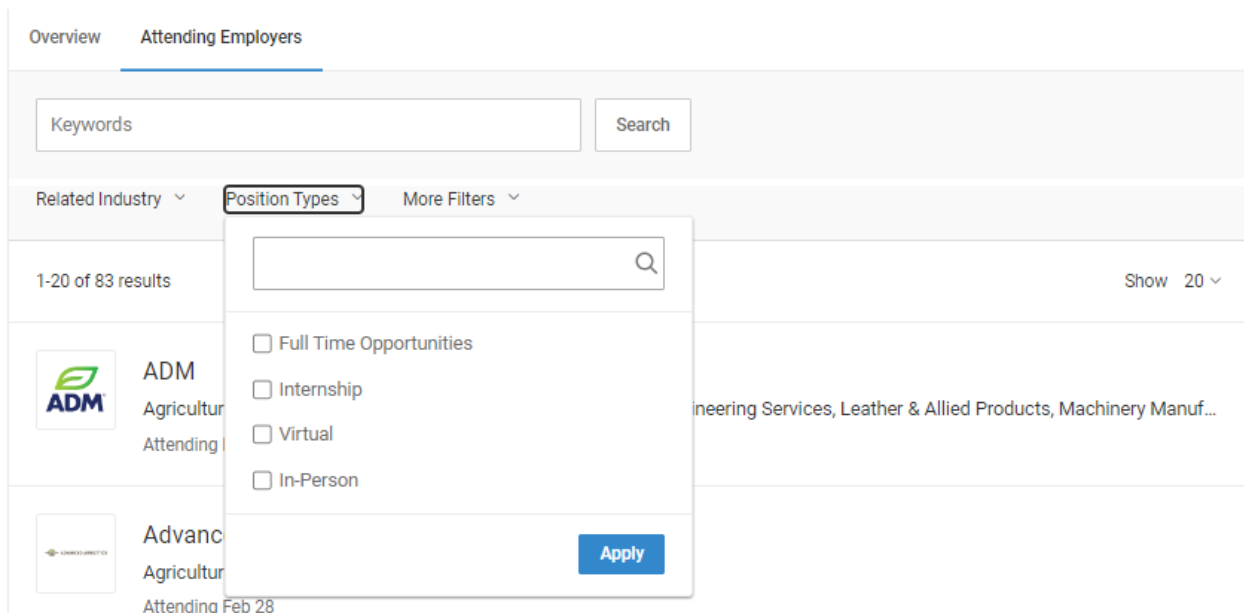 Overview Attending Employers
Keywords Search
Related Industry Position Types More Filters
1-20 of 83 results Show 20
Full Time Opportunities
Internship
Virtual
In-Person
Apply
ADM
ADM
Agricultur ineering Services, Leather & Allied Products, Machinery Manuf...
Attending
Advanc
Agricultur
Attending Feb 28